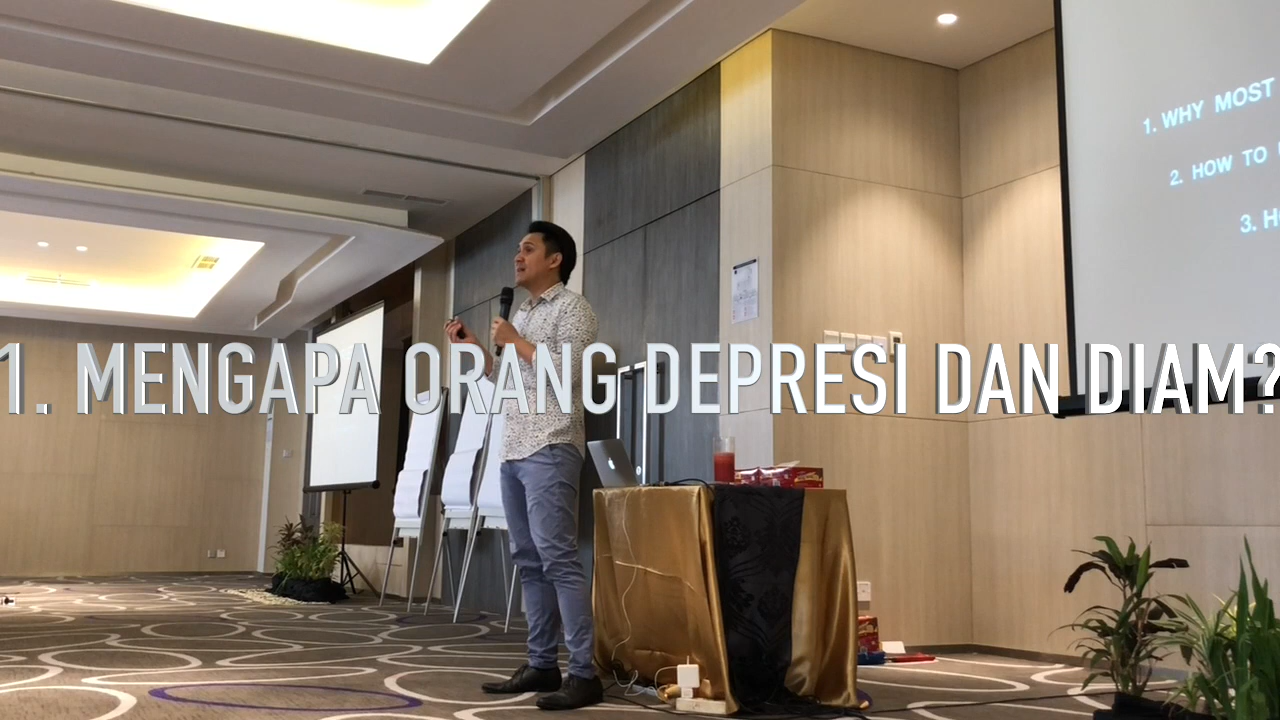 1. WHY MOST
2. HOW TO
3. H
1. MENGAPA ORANG DEPRESI DAN DIAM?